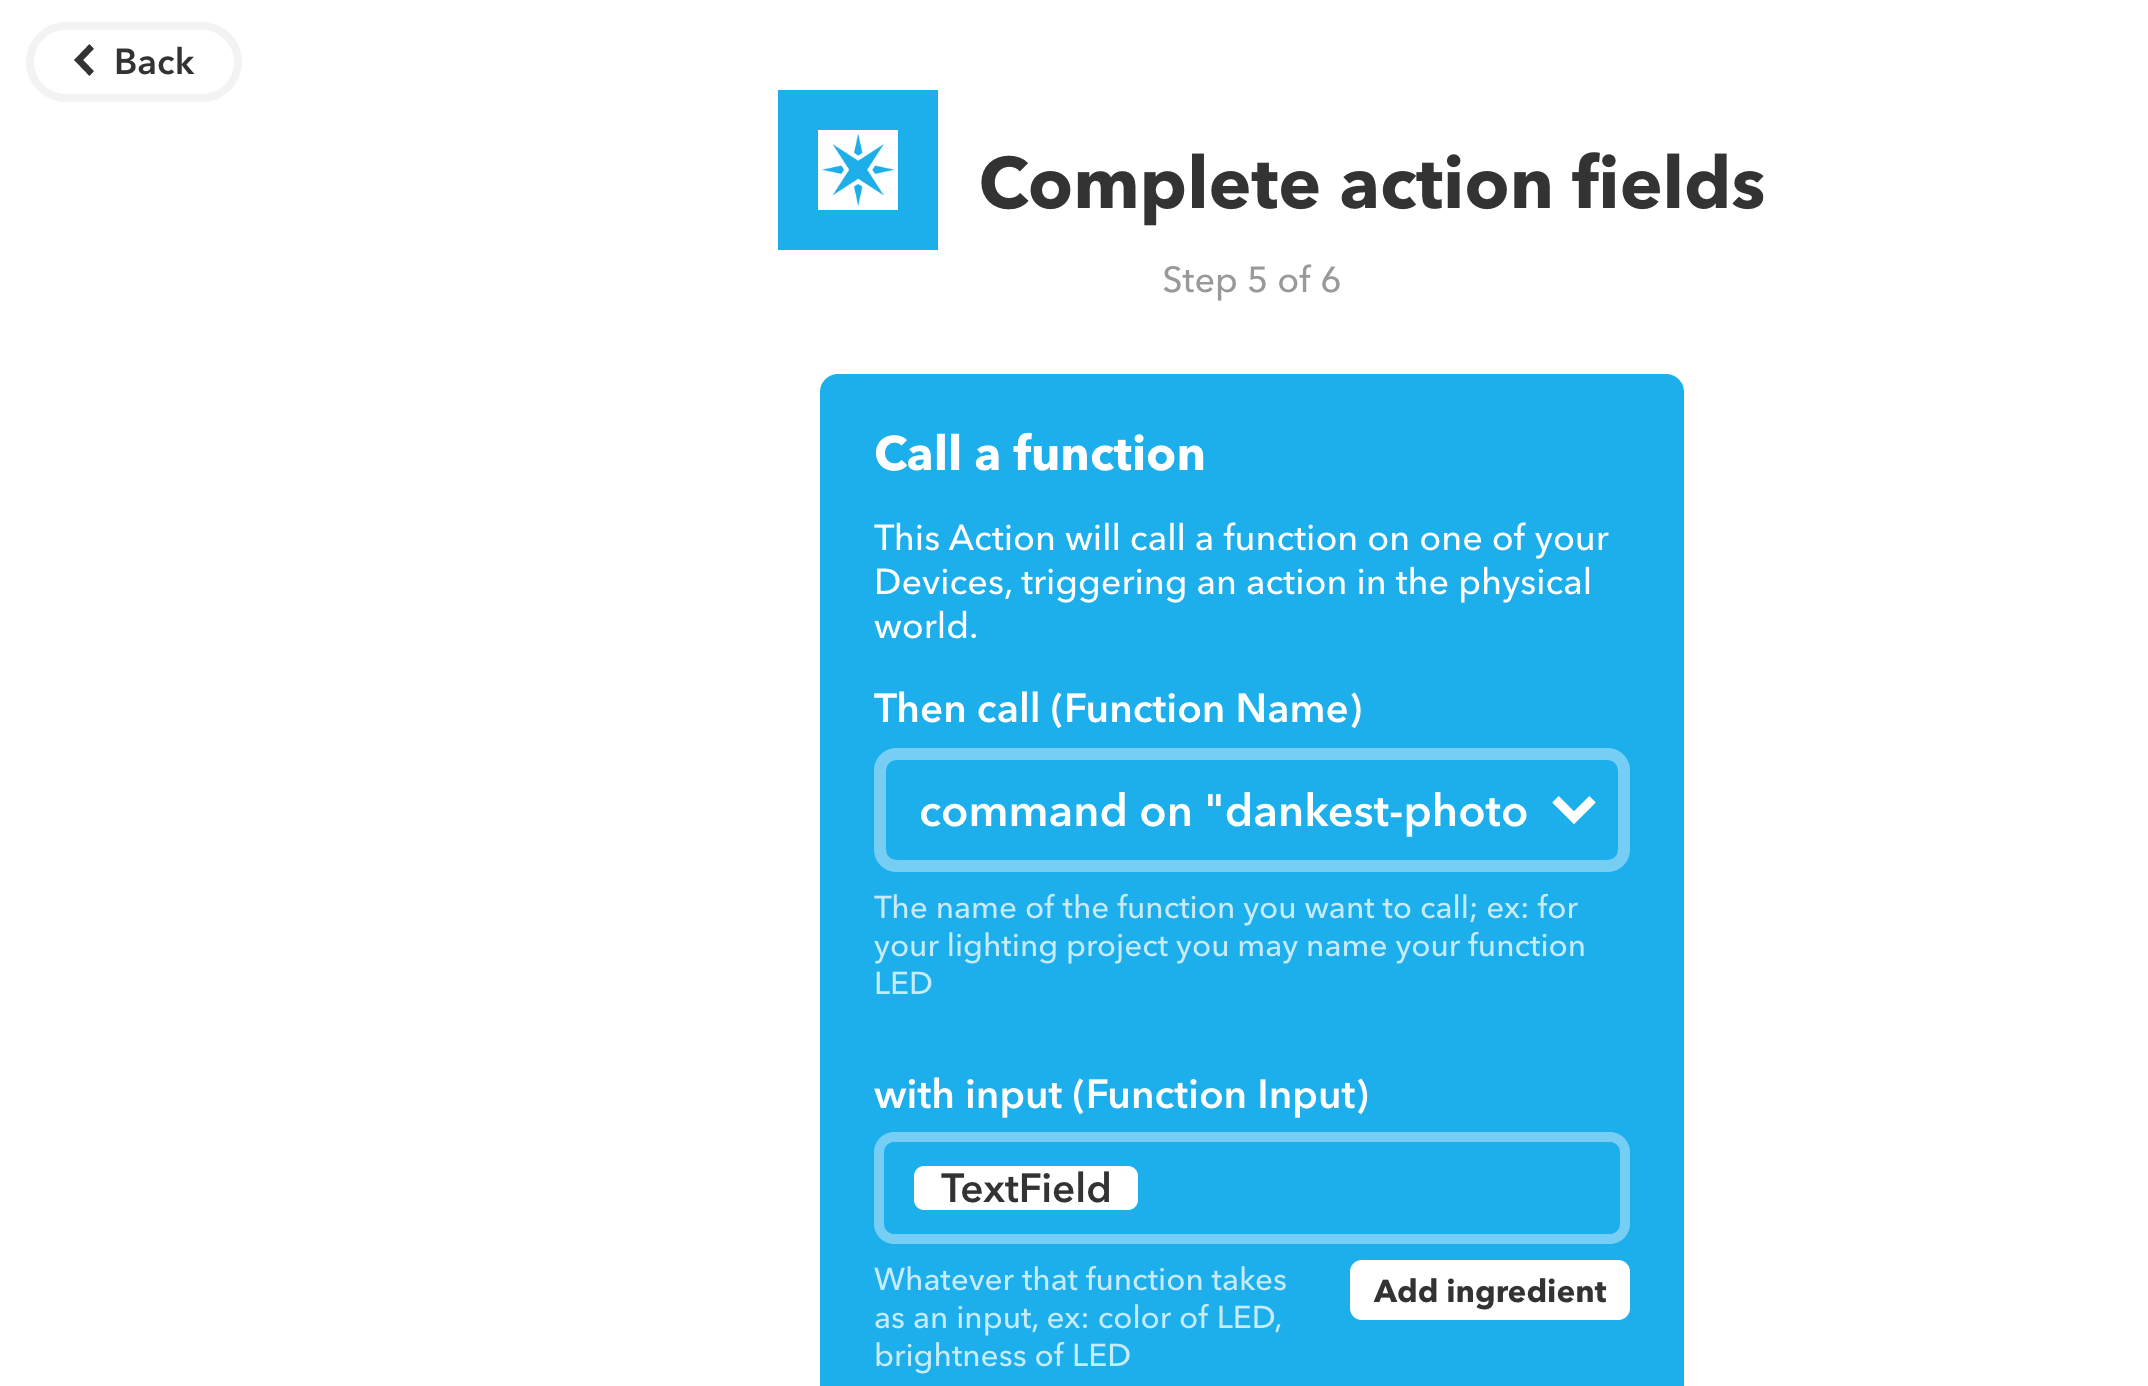 Back
Complete action fields
Step 5 of 6
Call a function
This Action will call a function on one of your
Devices, triggering an action in the physical
world.
Then call (Function Name)
command on "dankest-photo
The name of the function you want to call; ex: for
your lighting project you may name your function
LED
with input (Function Input)
TextField
Whatever that function takes
as an input, ex: color of LED,
brightness of LED
Add ingredient